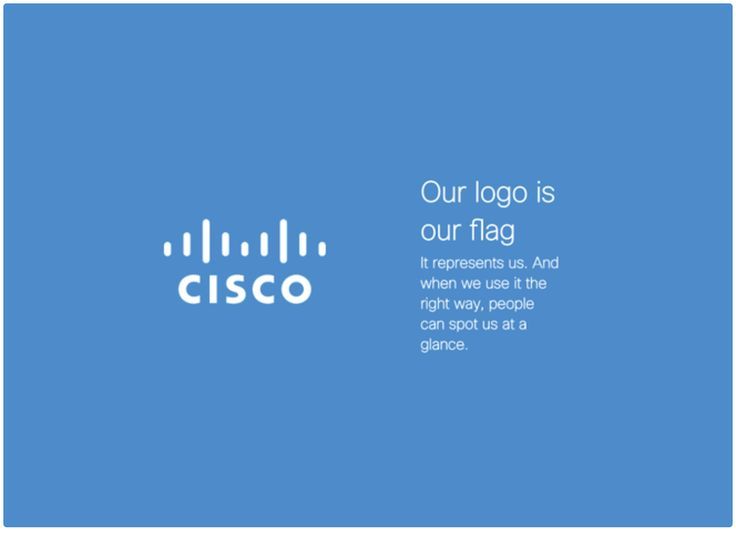 CISCO
Our logo is
our flag
It represents us. And
when we use it the
right way, people
can spot us at a
glance.